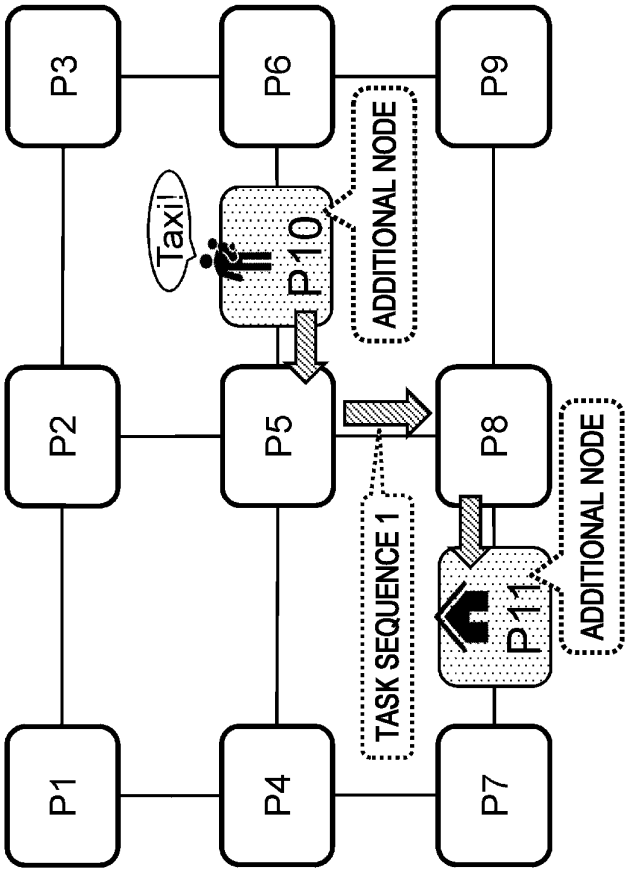 P1
P2
P3
Taxi!
P4
P5
P10
P6
ADDITIONAL NODE
TASK SEQUENCE 1
P7
P11
P8
P9
ADDITIONAL NODE